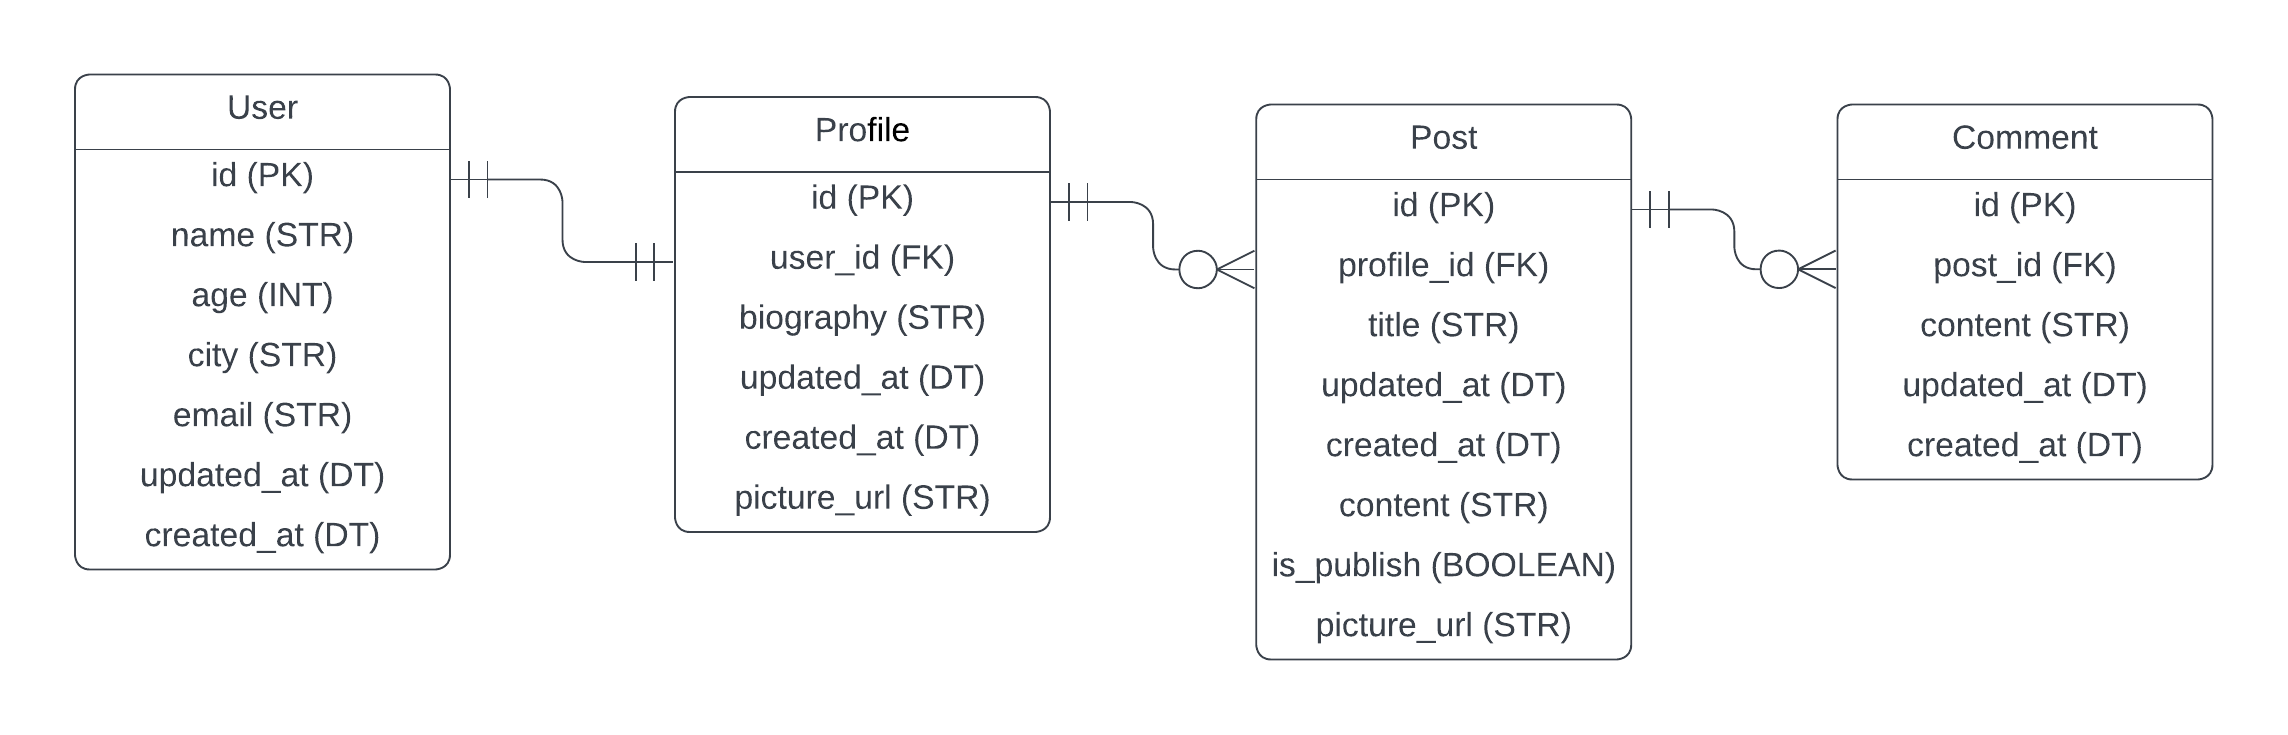 User
id (PK)
name (STR)
age (INT)
city (STR)
email (STR)
updated_at (DT)
created_at (DT)
Profile
id (PK)
user_id (FK)
biography (STR)
updated_at (DT)
created_at (DT)
picture_url (STR)
Post
id (PK)
profile_id (FK)
title (STR)
updated_at (DT)
created_at (DT)
content (STR)
is_publish (BOOLEAN)
picture_url (STR)
Comment
id (PK)
post_id (FK)
content (STR)
updated_at (DT)
created_at (DT)